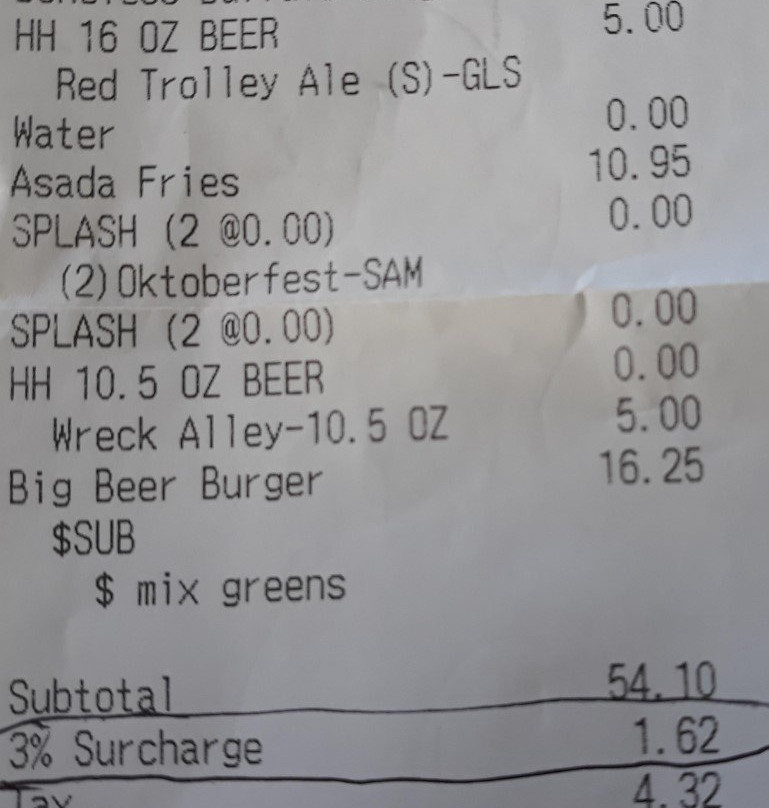 HH 16 OZ BEER 5.00
Red Trolley Ale (S)-GLS
Water 0.00
Asada Fries 10.95
SPLASH (2 @0.00) 0.00
(2)Oktoberfest-SAM
SPLASH (2 @0.00) 0.00
HH 10.5 OZ BEER 0.00
Wreck Alley-10.5 OZ 5.00
Big Beer Burger 16.25
$SUB
$ mix greens
Subtotal 54.10
3% Surcharge 1.62
Tax 4.32